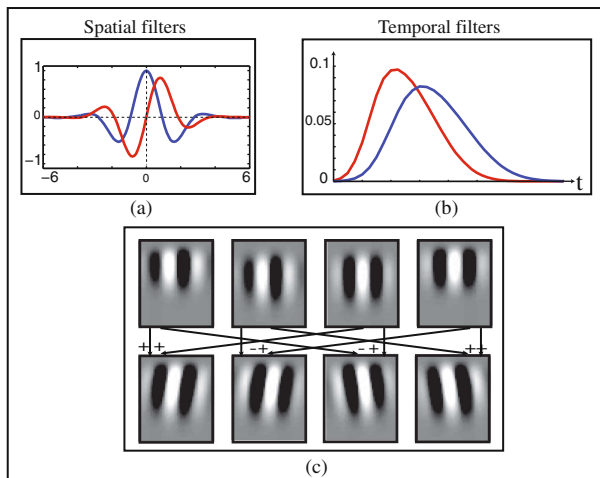 Spatial filters
Temporal filters
1
0
−1
−6
0
6
(a)
0.1
0.05
0
t
(b)
+ +
- +
- +
++
(c)